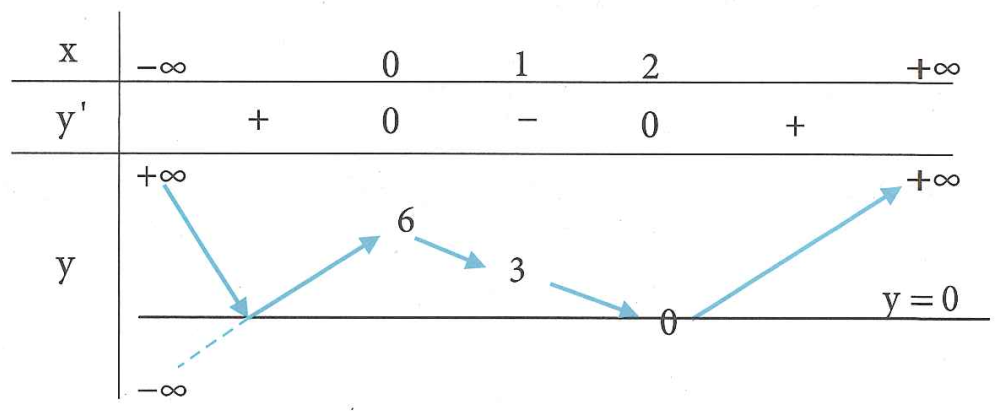 x −∞ 0 1 2 +∞
y' + 0 − 0 +
+∞ +∞
6
y 3
y = 0
0
−∞